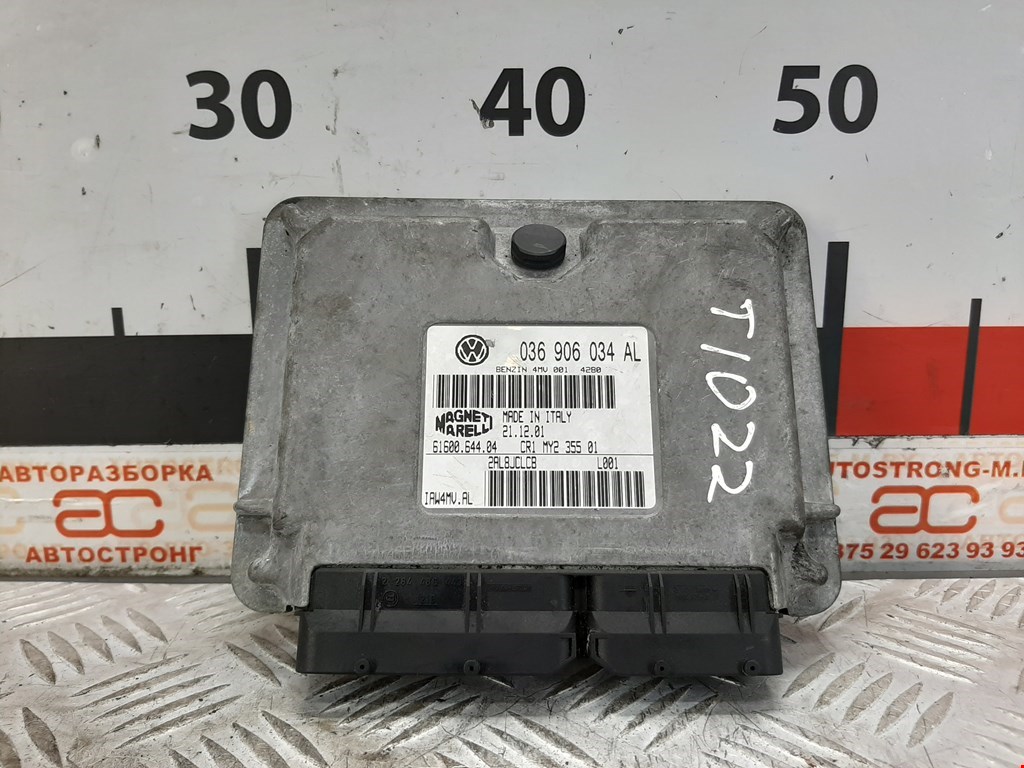 30 40 50
036 906 034 AL
BENZIN 4MV 001 4280
MAGNETI
MARELLI
MADE IN ITALY
21.12.01
61600.644.04 CR1 MY2 355 01
2AL8JCLCB L001
IAW4MV.AL
T1022
АВТОРАЗБОРКА
АС
АВТОСТРОНГ
AUTOSTRONG-M.
375 29 623 93 93